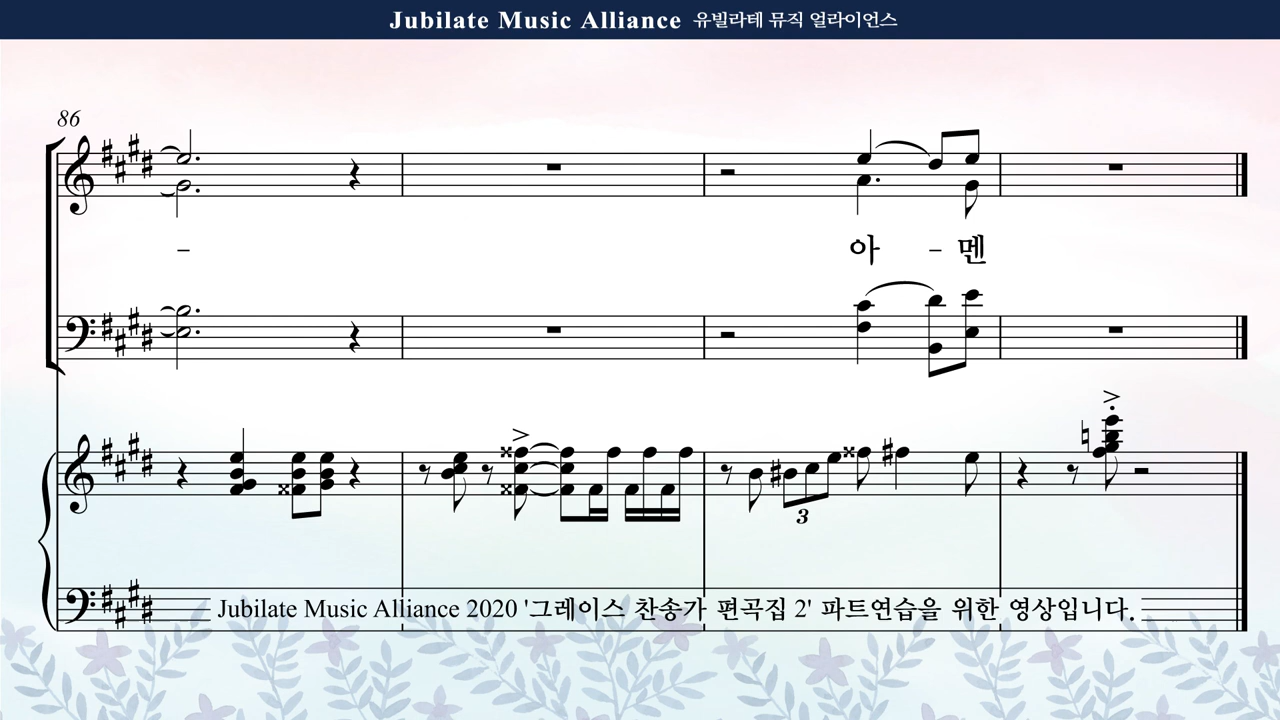 Jubilate Music Alliance 유빌라테 뮤직 얼라이언스
86
-
아 - 멘
3
Jubilate Music Alliance 2020 '그레이스 찬송가 편곡집 2' 파트연습을 위한 영상입니다.